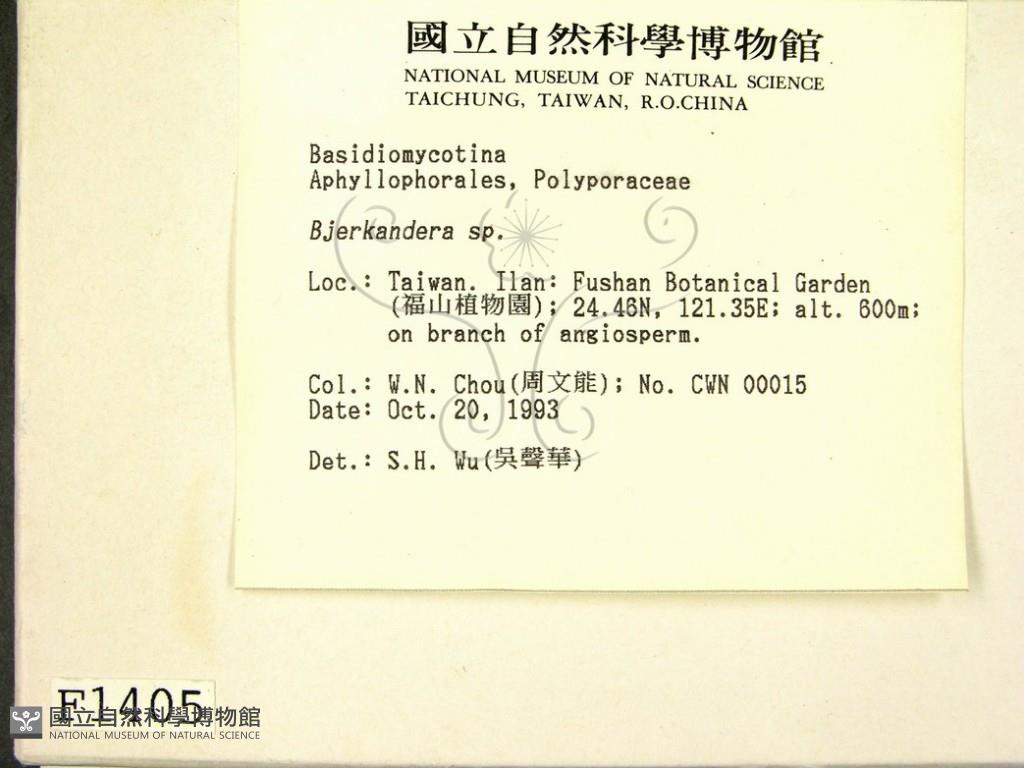 國立自然科學博物館
NATIONAL MUSEUM OF NATURAL SCIENCE
TAICHUNG, TAIWAN, R.O.CHINA
Basidiomycotina
Aphyllophorales, Polyporaceae
Bjerkandera sp.
Loc.: Taiwan. Ilan: Fushan Botanical Garden
(福山植物園); 24.46N, 121.35E; alt. 600m;
on branch of angiosperm.
Col.: W.N. Chou(周文能); No. CWN 00015
Date: Oct. 20, 1993
Det.: S.H. Wu(吳聲華)
F1405
國立自然科學博物館
NATIONAL MUSEUM OF NATURAL SCIENCE